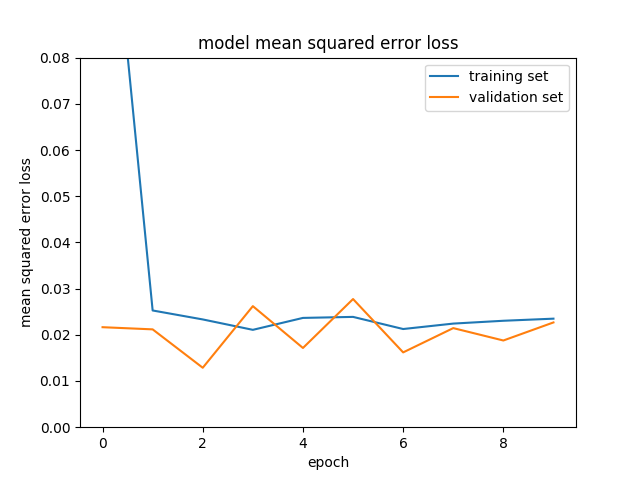 model mean squared error loss
training set
validation set
mean squared error loss
0.08
0.07
0.06
0.05
0.04
0.03
0.02
0.01
0.00
0 2 4 6 8
epoch